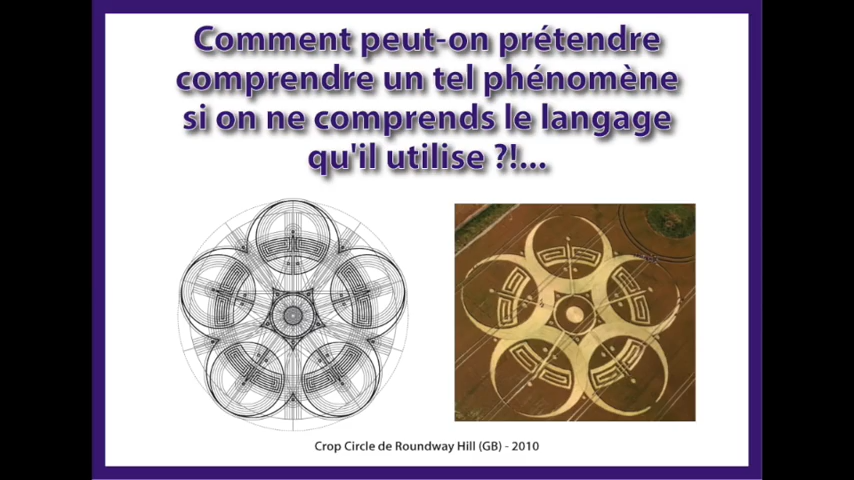 Comment peut-on prétendre
comprendre un tel phénomène
si on ne comprends le langage
qu'il utilise ?!...
Crop Circle de Roundway Hill (GB) - 2010